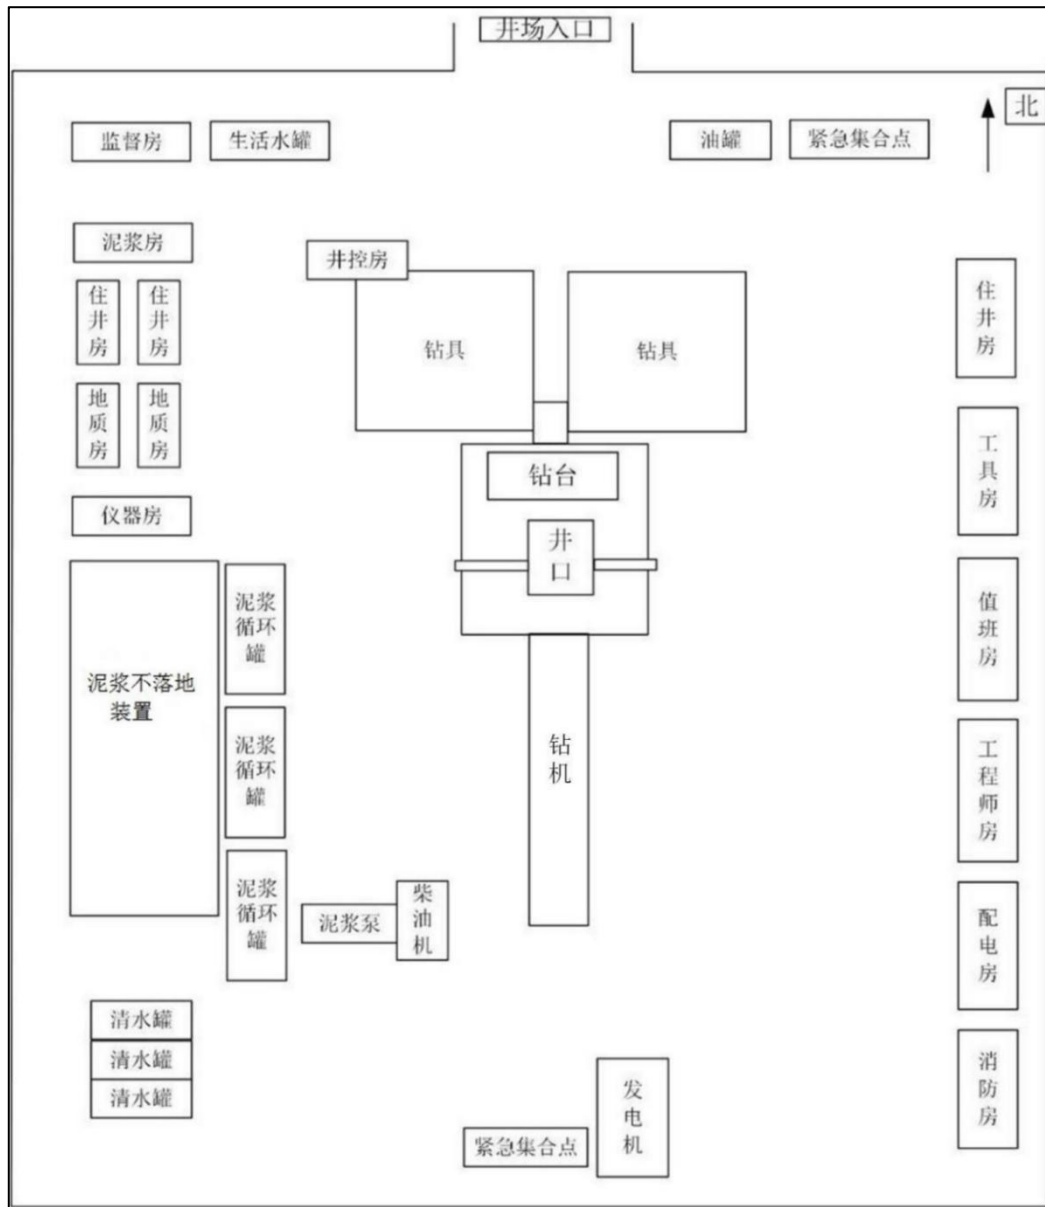 井场入口
北
监督房
生活水罐
油罐
紧急集合点
泥浆房
井控房
住井房
住井房
住井房
钻具
钻具
地质房
地质房
工具房
钻台
仪器房
井口
泥浆
循环
罐
值班房
泥浆不落地
装置
泥浆
循环
罐
钻机
工程师房
泥浆
循环
罐
泥浆泵
柴油机
配电房
清水罐
清水罐
清水罐
消防房
发电机
紧急集合点